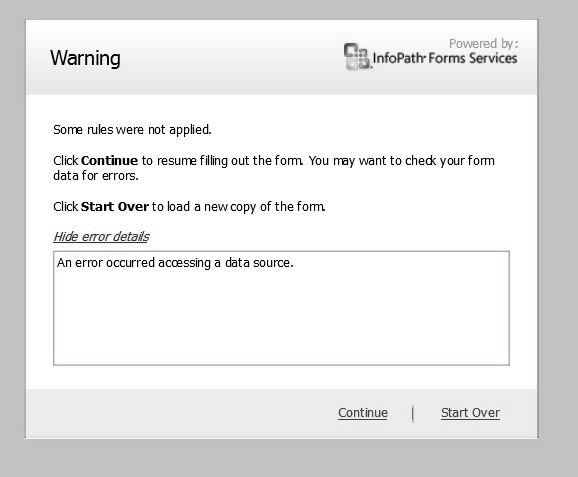 Warning
Powered by:
InfoPath Forms Services
Some rules were not applied.
Click Continue to resume filling out the form. You may want to check your form
data for errors.
Click Start Over to load a new copy of the form.
Hide error details
An error occurred accessing a data source.
Continue | Start Over